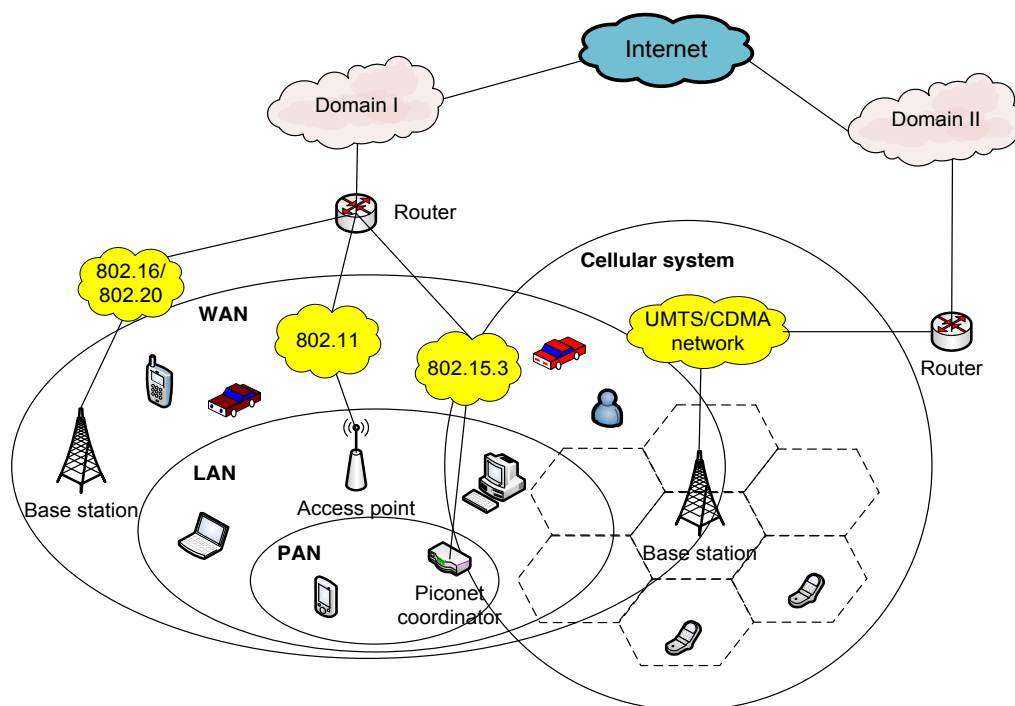 Internet
Domain I
Domain II
Router
802.16/
802.20
Cellular system
WAN
UMTS/CDMA
network
802.11
802.15.3
Router
LAN
Base station
Access point
Base station
PAN
Piconet
coordinator